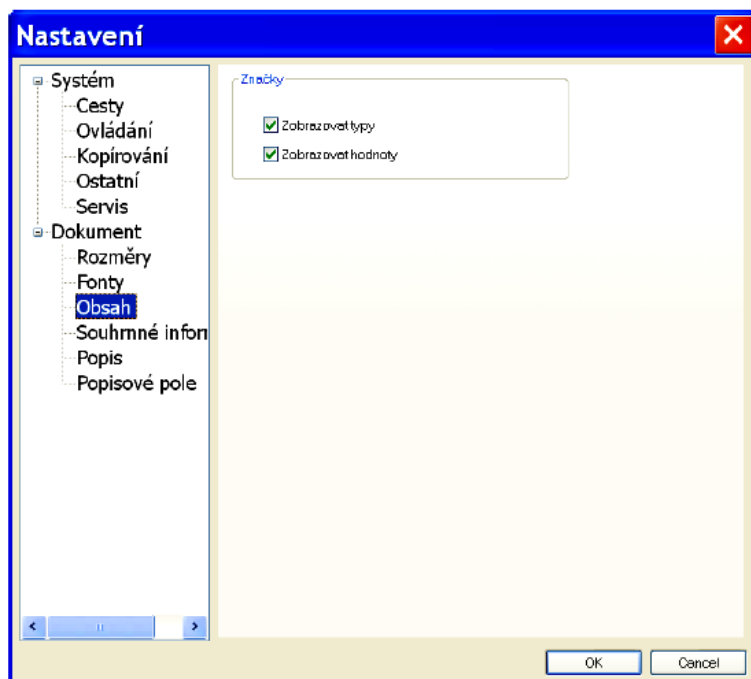 Nastavení
Systém
Cesty
Ovládání
Kopírování
Ostatní
Servis
Dokument
Rozměry
Fonty
Obsah
Souhrnné infor
Popis
Popisové pole
Značky
Zobrazovat typy
Zobrazovat hodnoty
OK
Cancel